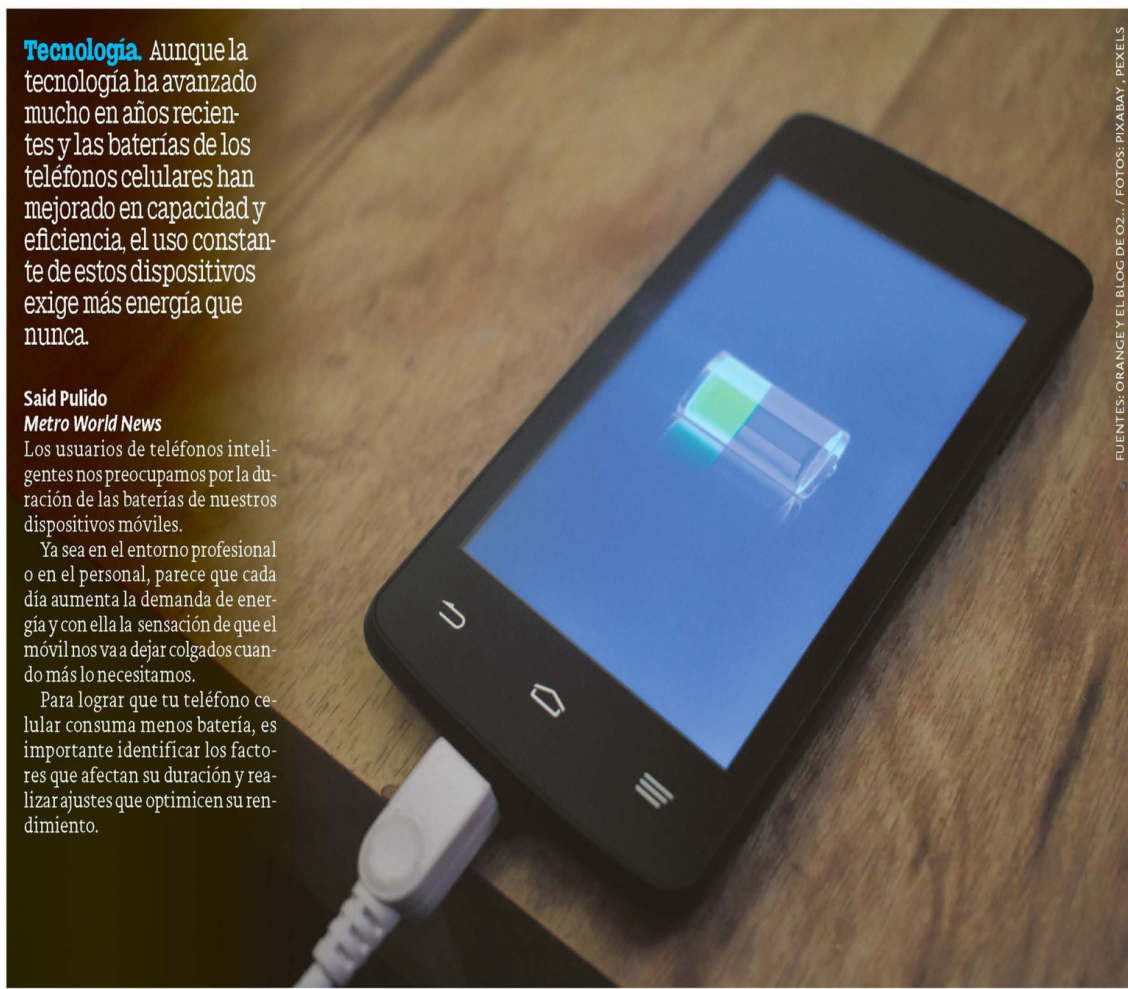 Tecnología. Aunque la
tecnología ha avanzado
mucho en años recien-
tes y las baterías de los
teléfonos celulares han
mejorado en capacidad y
eficiencia, el uso constan-
te de estos dispositivos
exige más energía que
nunca.
Said Pulido
Metro World News
Los usuarios de teléfonos inteli-
gentes nos preocupamos por la du-
ración de las baterías de nuestros
dispositivos móviles.
Ya sea en el entorno profesional
o en el personal, parece que cada
día aumenta la demanda de ener-
gía y con ella la sensación de que el
móvil nos va a dejar colgados cuan-
do más lo necesitamos.
Para lograr que tu teléfono ce-
lular consuma menos batería, es
importante identificar los facto-
res que afectan su duración y rea-
lizar ajustes que optimicen su ren-
dimiento.
FUENTES: ORANGE Y EL BLOG DE O2.. / FOTOS: PIXABAY , PEXELS